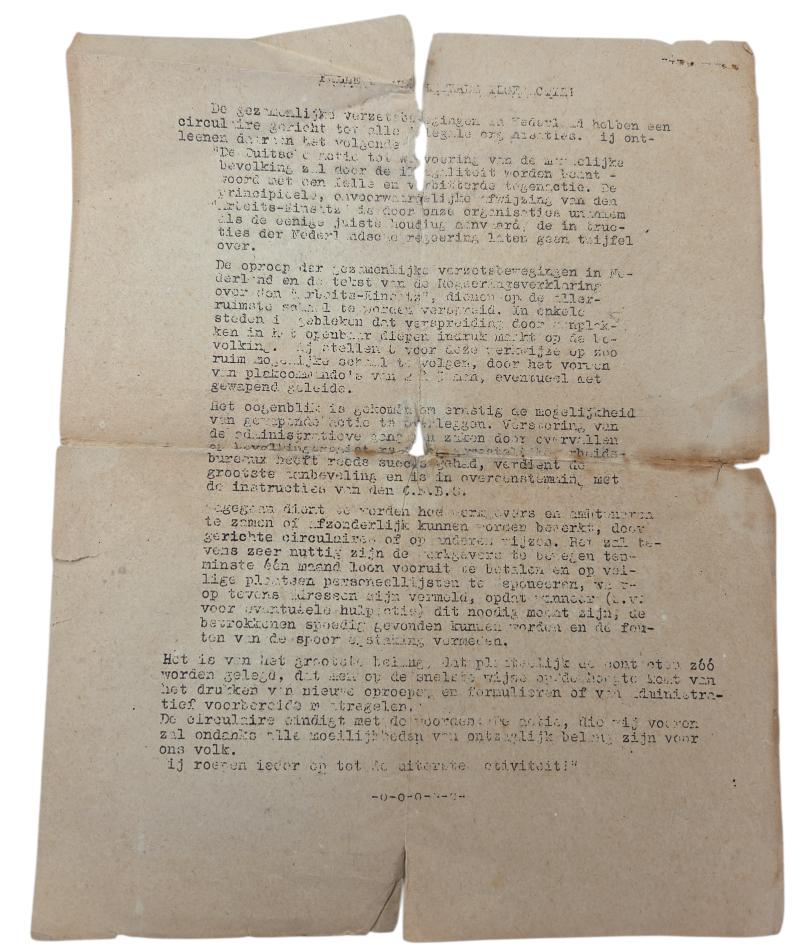 De gezamenlijke verzetsbewegingen in Nederland hebben een
circulaire gericht tot alle illegale organisaties. Wij ont-
leenen daaraan het volgende
"De Duitsche actie tot wegvoering van de mannelijke
bevolking zal door de illegaliteit worden beant -
woord met een felle en verbitterde tegenactie. De
principieele, onvoorwaardelijke afwijzing van den
"Arbeits-Einsatz" is door onze organisaties unaniem
als de eenige juiste houding aanvaard, de instruc-
ties der Nederlandsche regeering laten geen twijfel
over.
De oproep der gezamenlijke verzetsbewegingen in Ne-
derland en de tekst van de Regeeringsverklaring
over den "Arbeits-Einsatz", dienen op de aller-
ruimste schaal te worden verspreid. In enkele
steden is gebleken dat verspreiding door aanplak-
ken in het openbaar diepen indruk maakt op de be-
volking. Wij stellen U voor deze werkwijze op zoo
ruim mogelijke schaal te volgen, door het vormen
van plakcommando's van man, eventueel met
gewapend geleide.
Het oogenblik is gekomen om ernstig de mogelijkheid
van gewapende actie te overleggen. Verstoring van
de administratieve gang van zaken door overvallen
op bevolkingsregisters en gewestelijke arbeids-
bureaux heeft reeds succes gehad, verdient de
grootste aanbeveling en is in overeenstemming met
de instructies van den
Nagegaan dient te worden hoe werkgevers en ambtenaren
te zamen of afzonderlijk kunnen worden bewerkt, door
gerichte circulaires of op anderen wijzen. Het zal te-
vens zeer nuttig zijn de werkgevers te bewegen ten-
minste één maand loon vooruit te betalen en op vei-
lige plaatsen personeellijsten te deponeeren, waar-
op tevens adressen zijn vermeld, opdat wanneer (b.v.
voor eventueele hulpactie) dit noodig mocht zijn, de
betrokkenen spoedig gevonden kunnen worden en de fou-
ten van de spoorwegstaking vermeden.
Het is van het grootste belang, dat plaatselijk de contacten zóó
worden gelegd, dat men op de snelste wijze op de hoogte komt van
het drukken van nieuwe oproepen en formulieren of van administra-
tief voorbereide maatregelen.
De circulaire eindigt met de woorden: "De actie, die wij voeren
zal ondanks alle moeilijkheden van ontzaglijk belang zijn voor
ons volk.
Wij roepen ieder op tot de uiterste activiteit!"
-o-o-o-o-o-